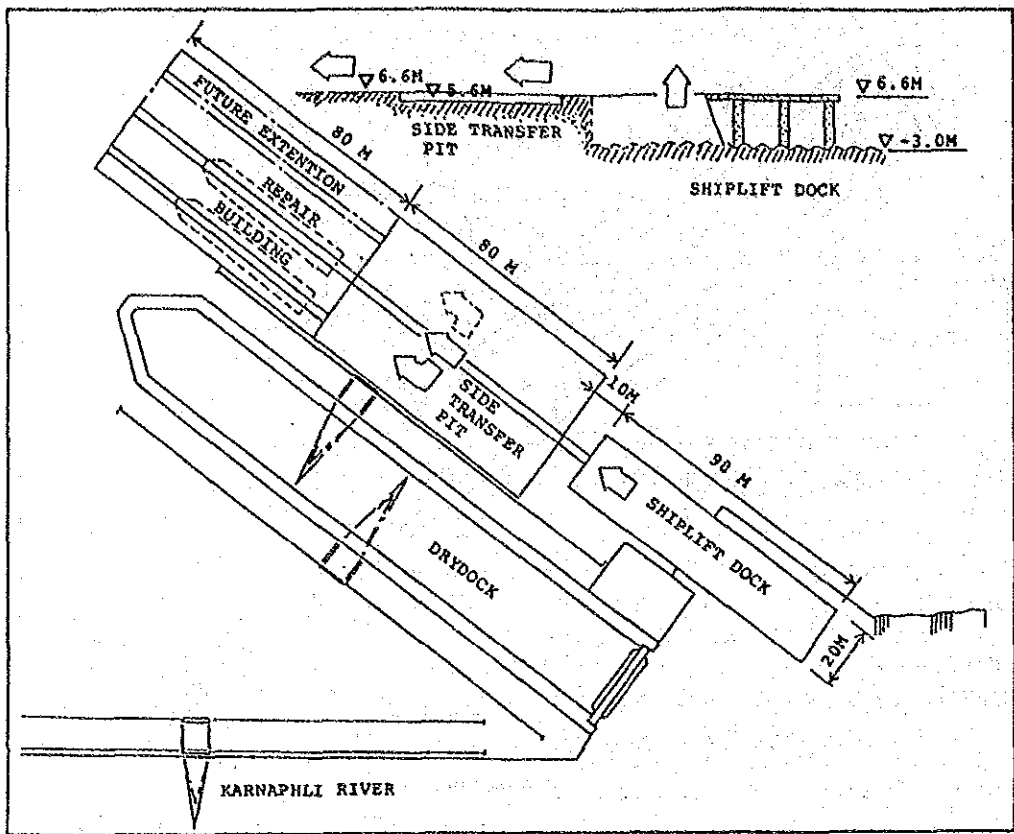 6.6M
5.6M
6.6M
SIDE TRANSFER
PIT
-3.0M
SHIPLIFT DOCK
FUTURE EXTENTION
80 M
REPAIR
BUILDING
80 M
10M
SIDE
TRANSFER
PIT
90 M
SHIPLIFT DOCK
DRYDOCK
20M
KARNAPHLI RIVER